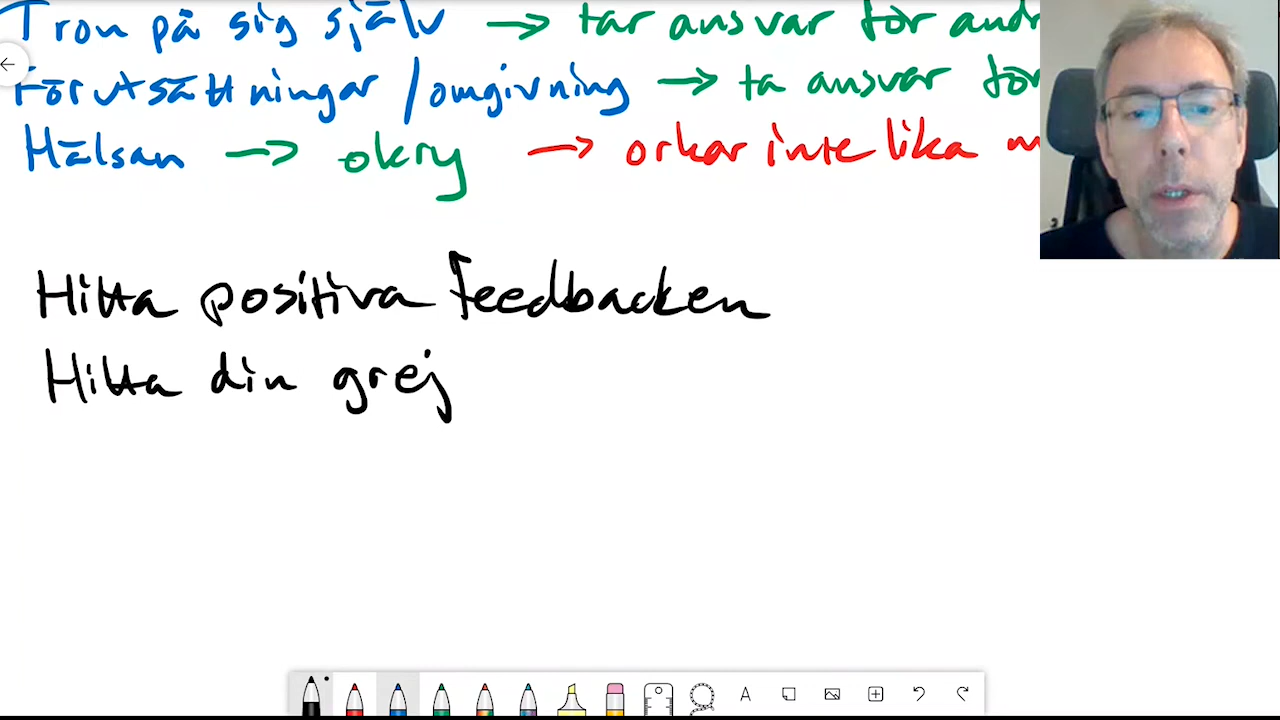 Tron på sig själv → tar ansvar för andr
Förutsättningar / omgivning → ta ansvar för
Hälsan → okry → orkar inte lika m
Hitta positiva feedbacken
Hitta din grej
A